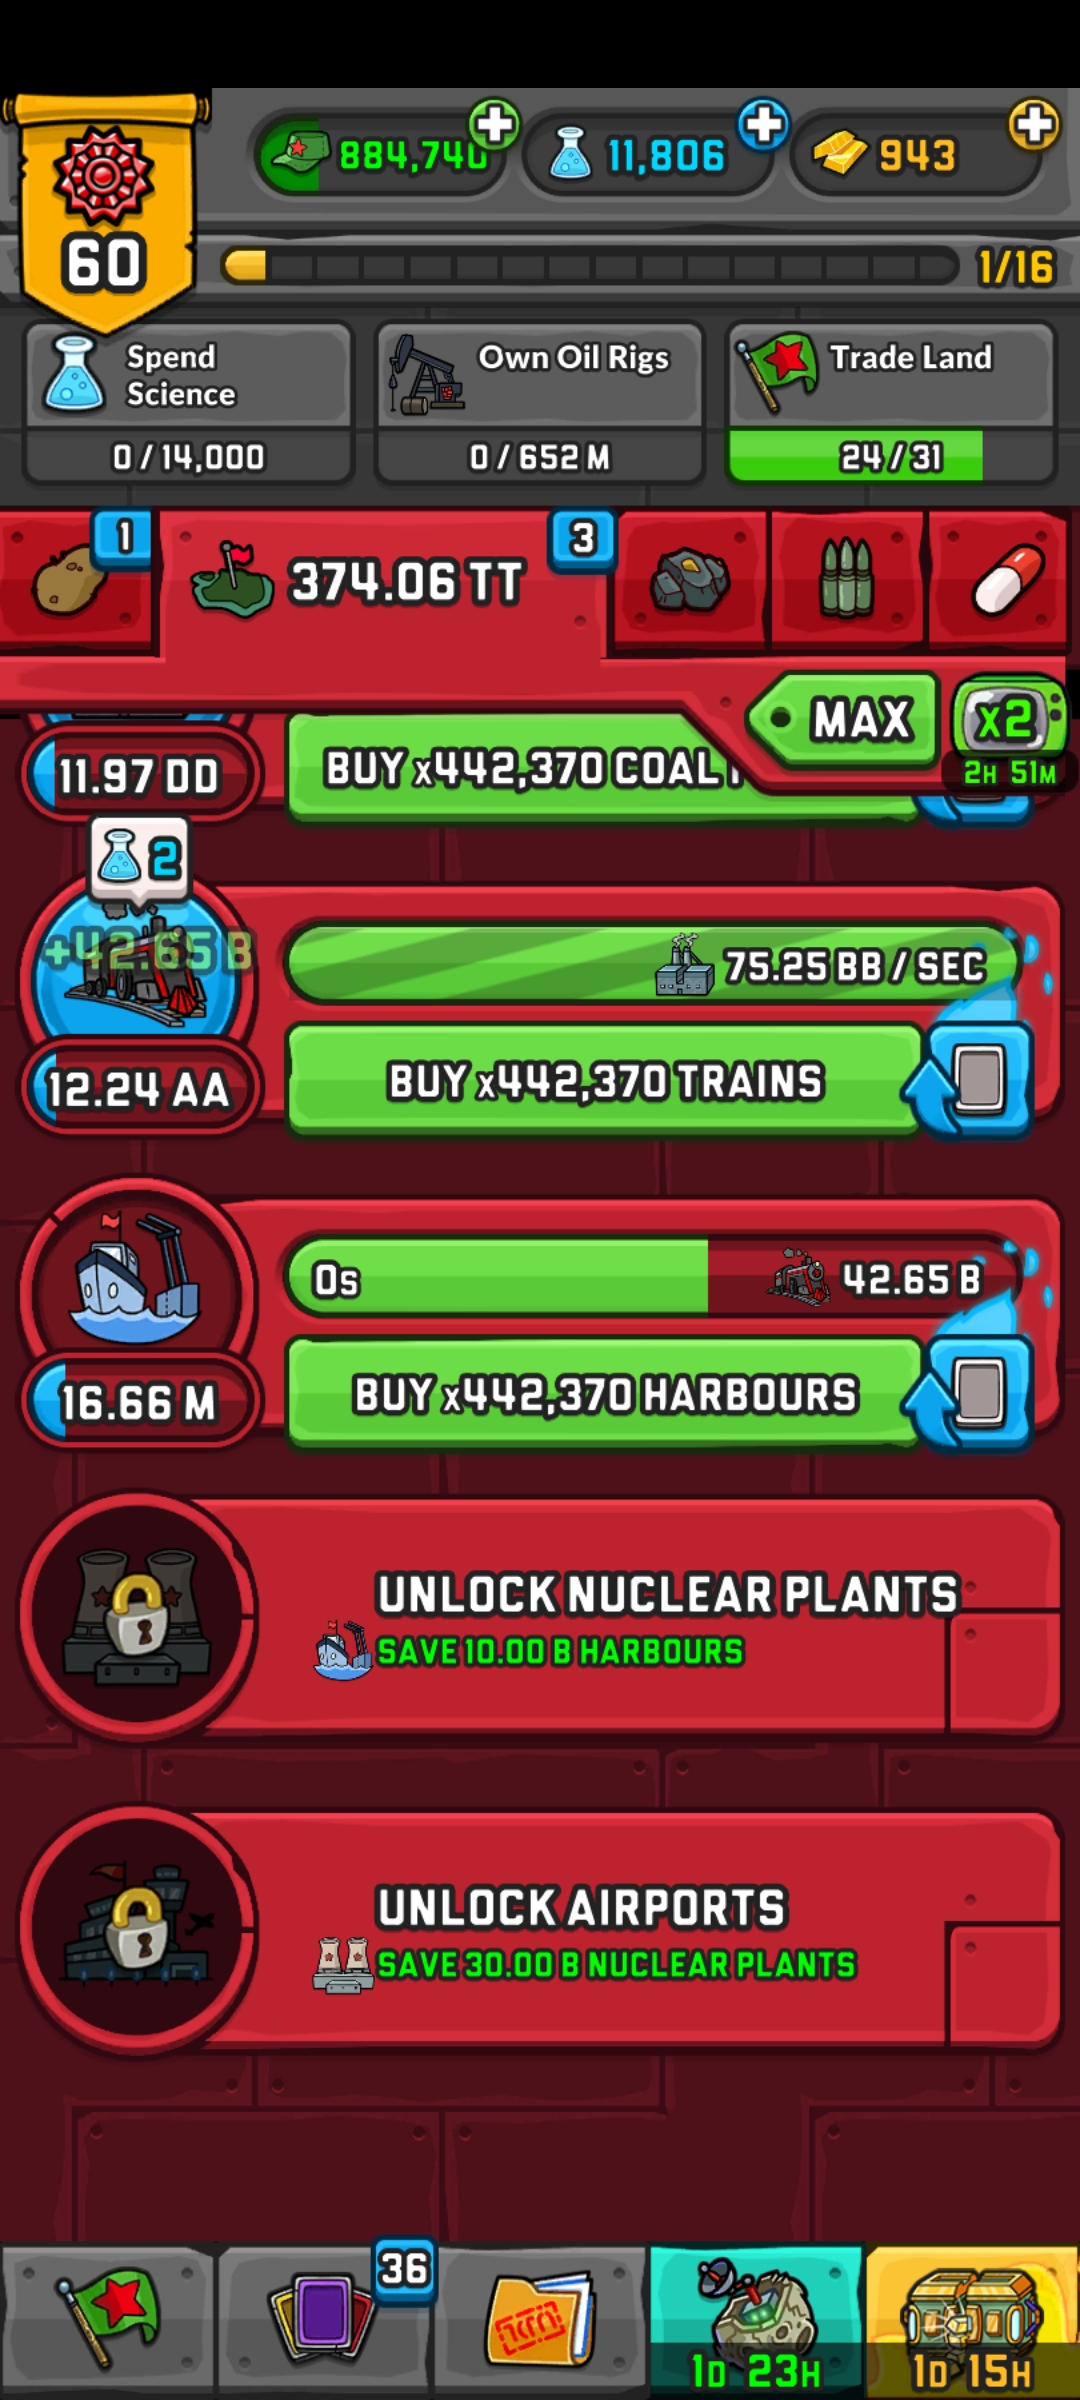 60
884,740
11,806
943
1/16
Spend
Science
0/14,000
Own Oil Rigs
0/652 M
Trade Land
24/31
1
374.06 TT
3
MAX
x2
2H 51M
11.97 DD
BUY x442,370 COAL
2
+42.65 B
75.25 BB/SEC
12.24 AA
BUY x442,370 TRAINS
0s
42.65 B
16.66 M
BUY x442,370 HARBOURS
UNLOCK NUCLEAR PLANTS
SAVE 10.00 B HARBOURS
UNLOCK AIRPORTS
SAVE 30.00 B NUCLEAR PLANTS
36
1D 23H
1D 15H